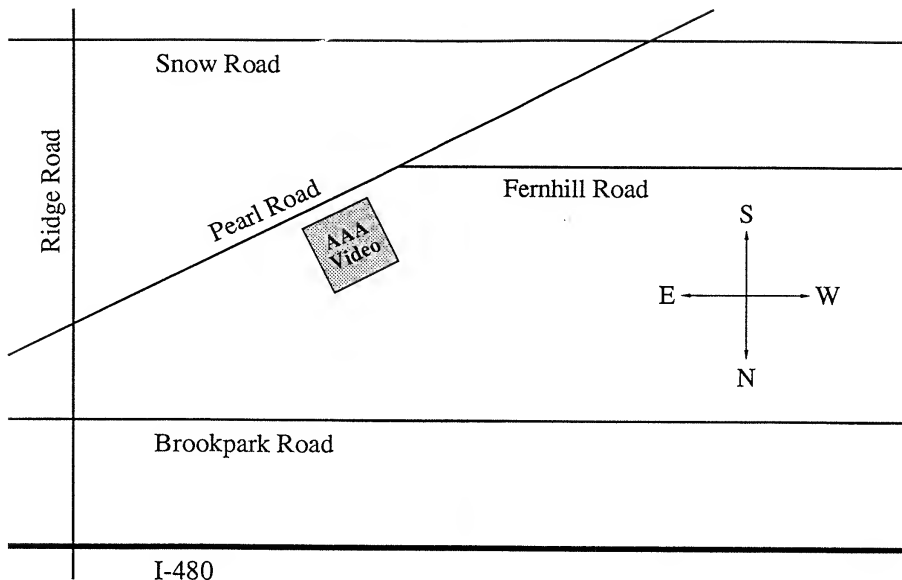 Snow Road
Ridge Road
Pearl Road
Fernhill Road
AAA
Video
S
E
W
N
Brookpark Road
I-480